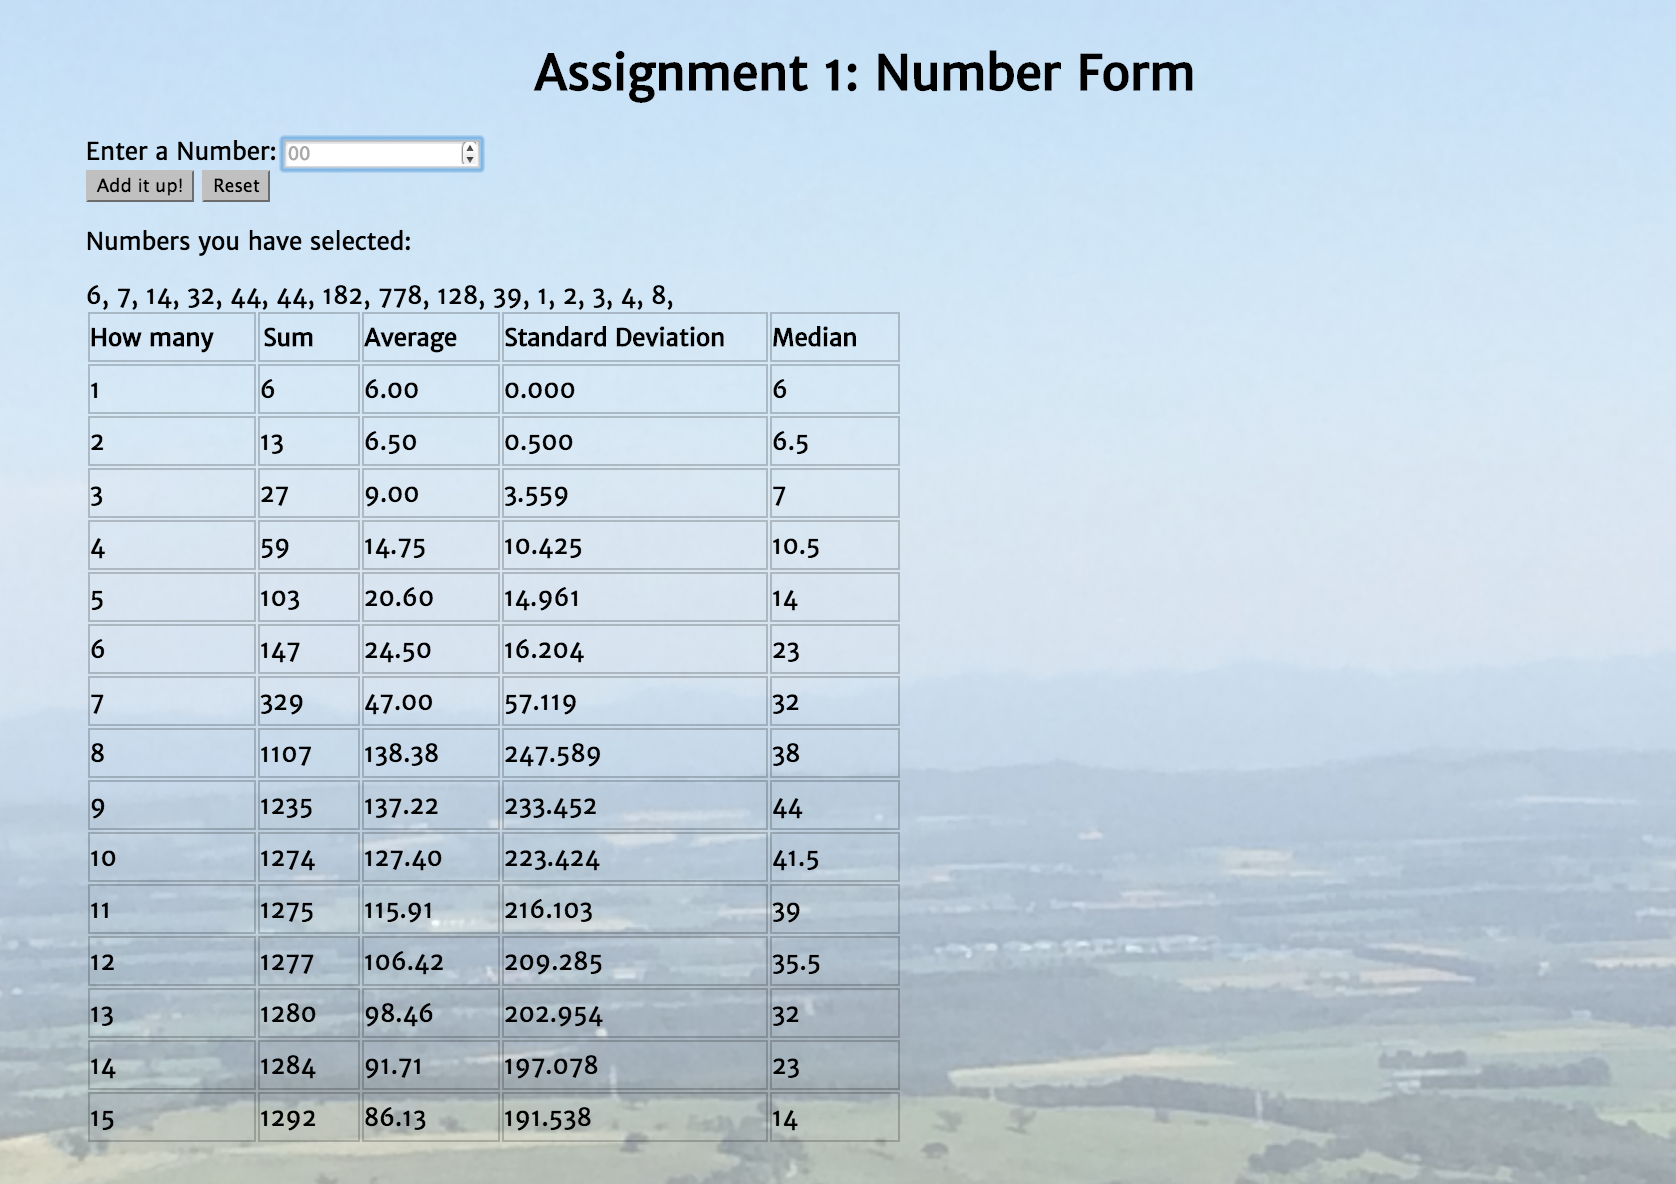 Assignment 1: Number Form
Enter a Number: 00
Add it up! Reset
Numbers you have selected:
6, 7, 14, 32, 44, 44, 182, 778, 128, 39, 1, 2, 3, 4, 8,
How many Sum Average Standard Deviation Median
1 6 6.00 0.000 6
2 13 6.50 0.500 6.5
3 27 9.00 3.559 7
4 59 14.75 10.425 10.5
5 103 20.60 14.961 14
6 147 24.50 16.204 23
7 329 47.00 57.119 32
8 1107 138.38 247.589 38
9 1235 137.22 233.452 44
10 1274 127.40 223.424 41.5
11 1275 115.91 216.103 39
12 1277 106.42 209.285 35.5
13 1280 98.46 202.954 32
14 1284 91.71 197.078 23
15 1292 86.13 191.538 14